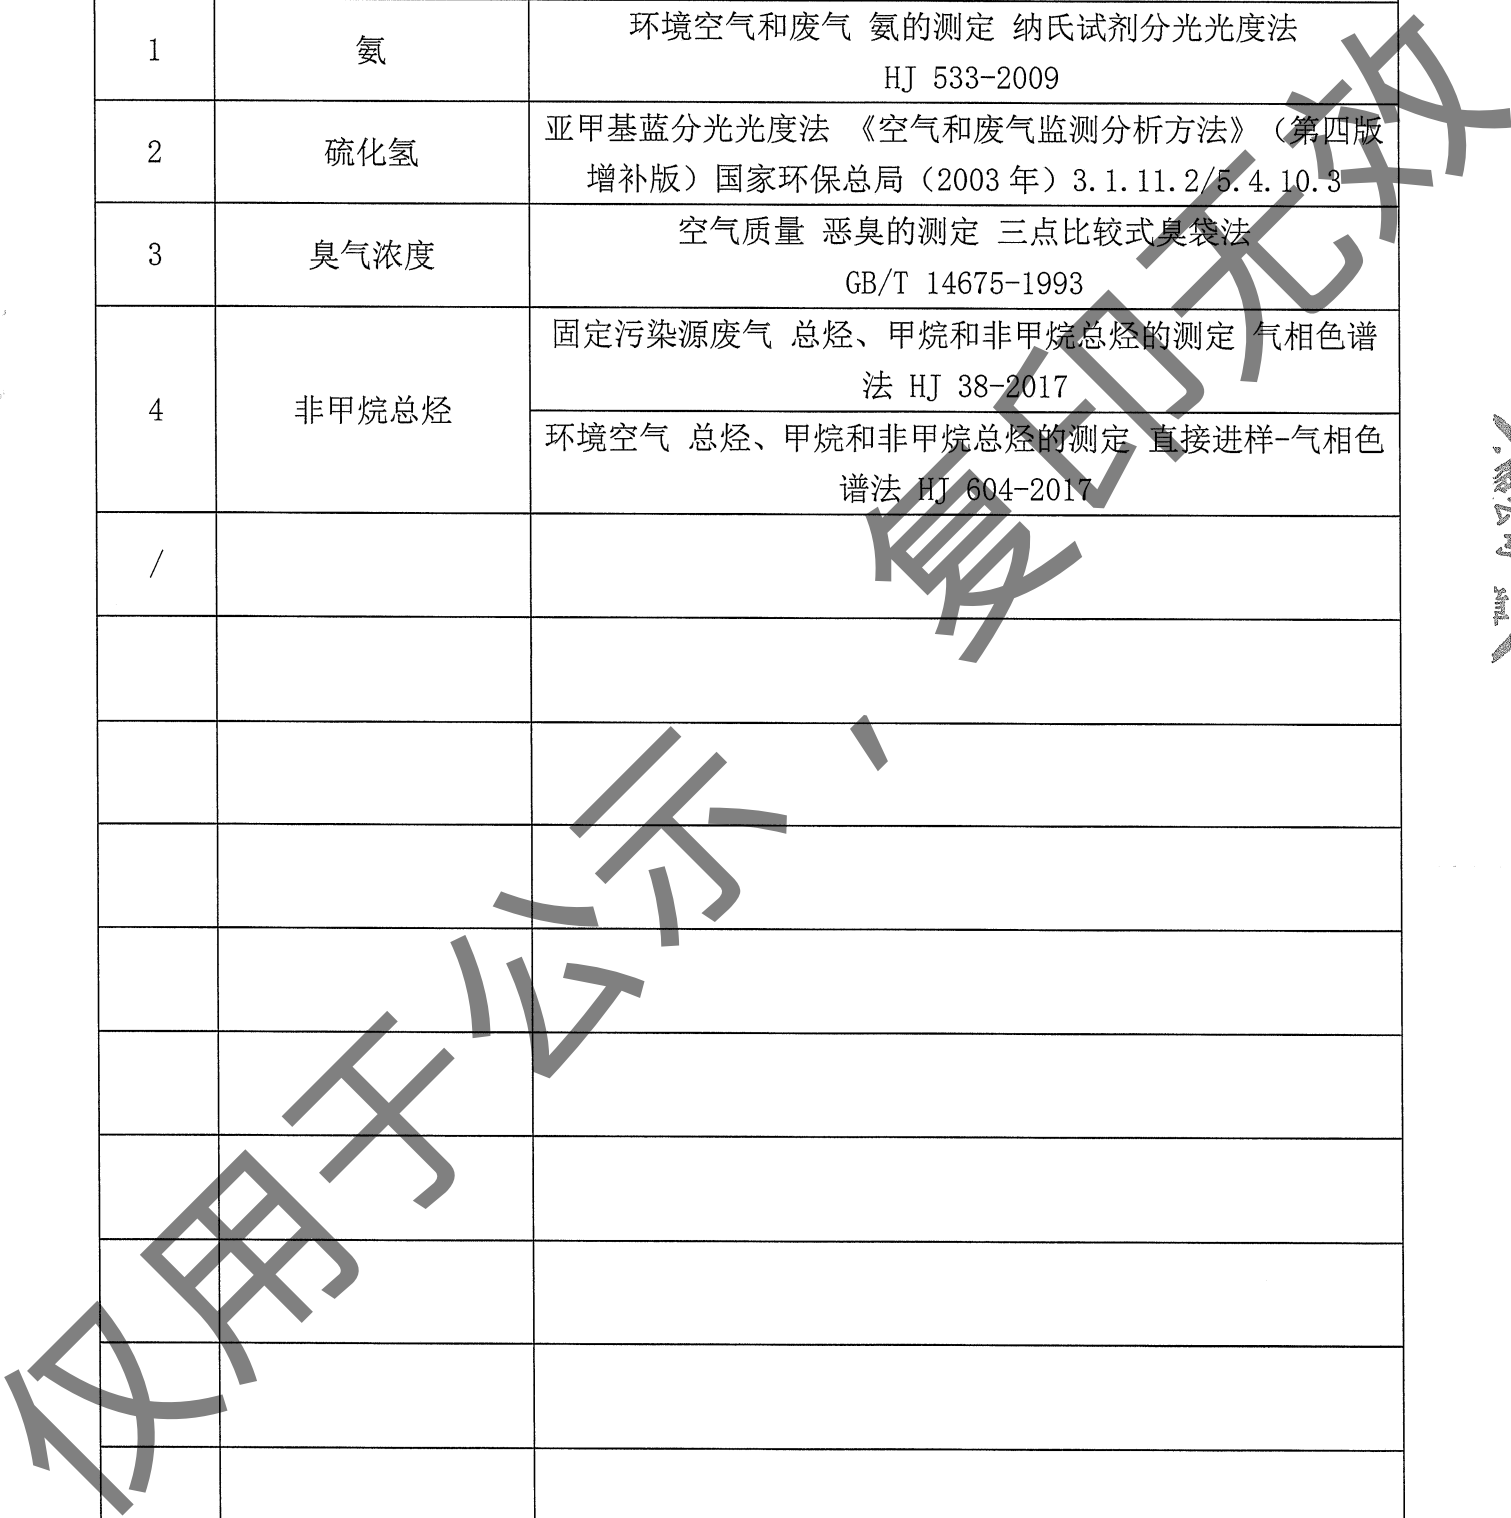 1
氨
环境空气和废气 氨的测定 纳氏试剂分光光度法
HJ 533-2009
2
硫化氢
亚甲基蓝分光光度法 《空气和废气监测分析方法》（第四版
增补版）国家环保总局（2003 年）3.1.11.2/5.4.10.3
3
臭气浓度
空气质量 恶臭的测定 三点比较式臭袋法
GB/T 14675-1993
4
非甲烷总烃
固定污染源废气 总烃、甲烷和非甲烷总烃的测定 气相色谱
法 HJ 38-2017
环境空气 总烃、甲烷和非甲烷总烃的测定 直接进样-气相色
谱法 HJ 604-2017
/
仅用于公示，复印无效